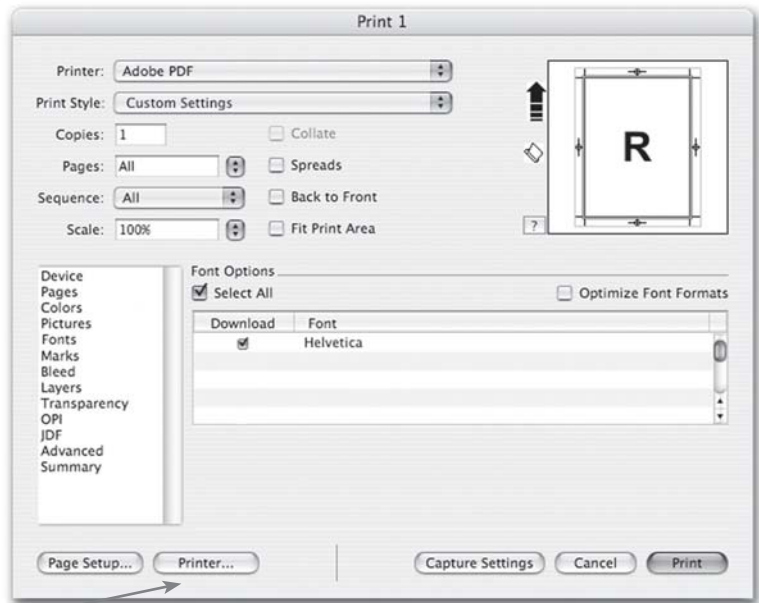 Print 1
Printer: Adobe PDF
Print Style: Custom Settings
Copies: 1 Collate
Pages: All Spreads
Sequence: All Back to Front
Scale: 100% Fit Print Area
R
?
Device
Pages
Colors
Pictures
Fonts
Marks
Bleed
Layers
Transparency
OPI
JDF
Advanced
Summary
Font Options
Select All Optimize Font Formats
Download Font
Helvetica
Page Setup... Printer... Capture Settings Cancel Print